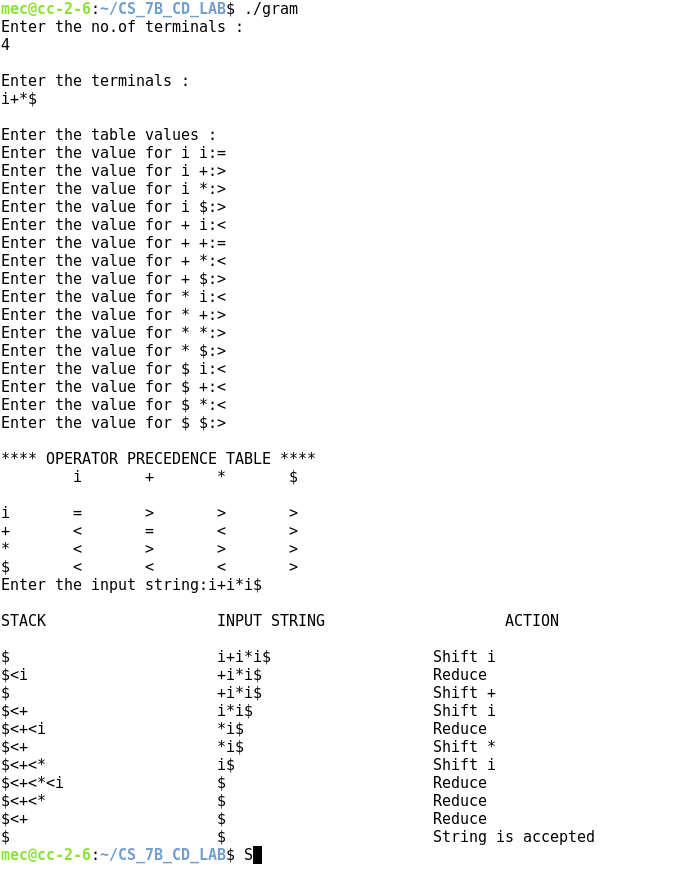 mec@cc-2-6:~/CS_7B_CD_LAB$ ./gram
Enter the no.of terminals :
4
Enter the terminals :
i+*$
Enter the table values :
Enter the value for i i:=
Enter the value for i +:>
Enter the value for i *:>
Enter the value for i $:>
Enter the value for + i:<
Enter the value for + +:=
Enter the value for + *:<
Enter the value for + $:>
Enter the value for * i:<
Enter the value for * +:>
Enter the value for * *:>
Enter the value for * $:>
Enter the value for $ i:<
Enter the value for $ +:<
Enter the value for $ *:<
Enter the value for $ $:>
**** OPERATOR PRECEDENCE TABLE ****
i + * $
i = > > >
+ < = < >
* < > > >
$ < < < >
Enter the input string:i+i*i$
STACK INPUT STRING ACTION
$ i+i*i$ Shift i
$<i +i*i$ Reduce
$ +i*i$ Shift +
$<+ i*i$ Shift i
$<+<i *i$ Reduce
$<+ *i$ Shift *
$<+<* i$ Shift i
$<+<*<i $ Reduce
$<+<* $ Reduce
$<+ $ Reduce
$ $ String is accepted
mec@cc-2-6:~/CS_7B_CD_LAB$ S